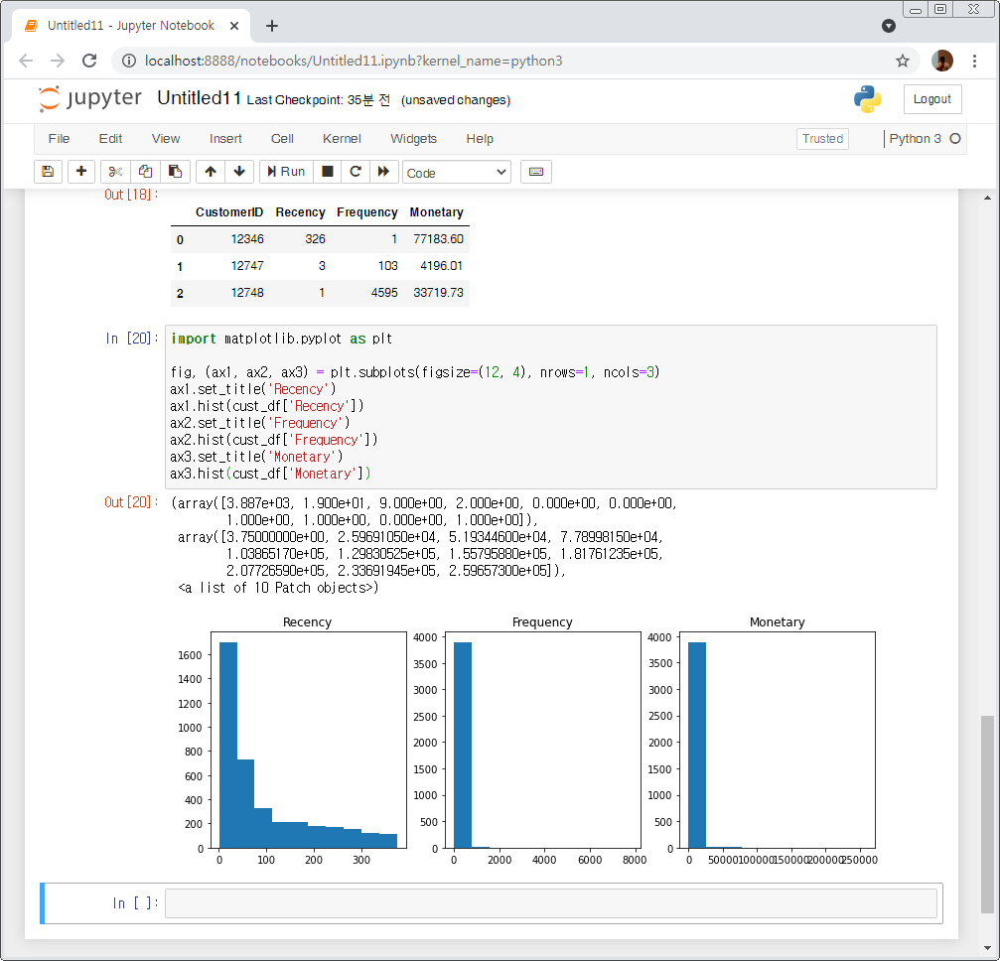 Untitled11 - Jupyter Notebook
localhost:8888/notebooks/Untitled11.ipynb?kernel_name=python3
jupyter Untitled11 Last Checkpoint: 35분 전 (unsaved changes)
Logout
File Edit View Insert Cell Kernel Widgets Help Trusted Python 3
Run Code
Out[18]:
CustomerID Recency Frequency Monetary
0 12346 326 1 77183.60
1 12747 3 103 4196.01
2 12748 1 4595 33719.73
In [20]: import matplotlib.pyplot as plt
fig, (ax1, ax2, ax3) = plt.subplots(figsize=(12, 4), nrows=1, ncols=3)
ax1.set_title('Recency')
ax1.hist(cust_df['Recency'])
ax2.set_title('Frequency')
ax2.hist(cust_df['Frequency'])
ax3.set_title('Monetary')
ax3.hist(cust_df['Monetary'])
Out[20]: (array([3.887e+03, 1.900e+01, 9.000e+00, 2.000e+00, 0.000e+00, 0.000e+00,
1.000e+00, 1.000e+00, 0.000e+00, 1.000e+00]),
array([3.75000000e+00, 2.59691050e+04, 5.19344600e+04, 7.78998150e+04,
1.03865170e+05, 1.29830525e+05, 1.55795880e+05, 1.81761235e+05,
2.07726590e+05, 2.33691945e+05, 2.59657300e+05]),
<a list of 10 Patch objects>)
Recency
1600
1400
1200
1000
800
600
400
200
0
0 100 200 300
Frequency
4000
3500
3000
2500
2000
1500
1000
500
0
0 2000 4000 6000 8000
Monetary
4000
3500
3000
2500
2000
1500
1000
500
0
0 50000 100000 150000 200000 250000
In [ ]: